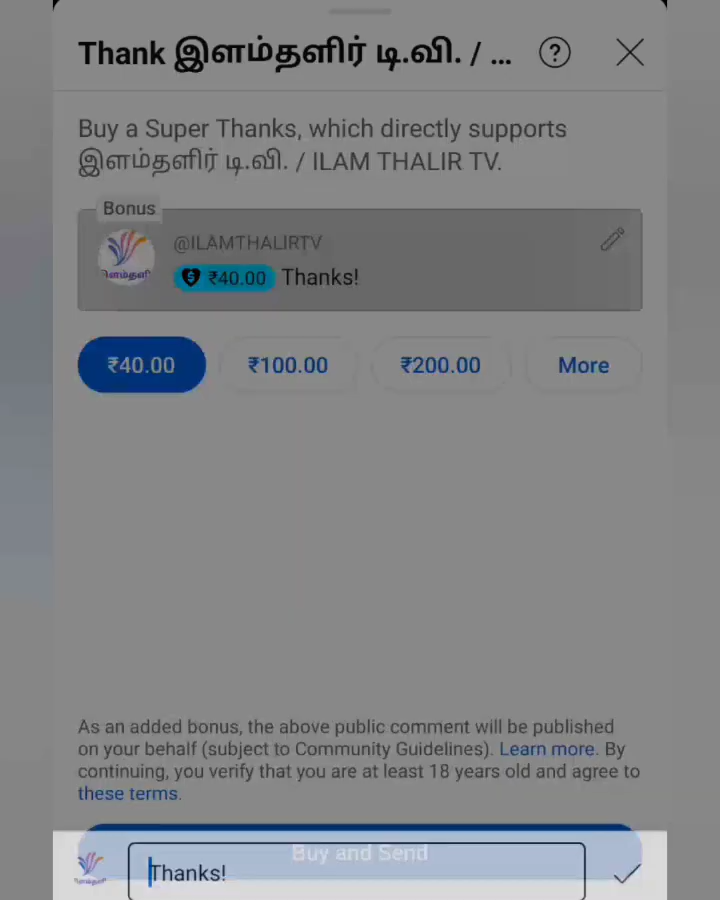 Thank இளம்தளிர் டி.வி. / ...
Buy a Super Thanks, which directly supports
இளம்தளிர் டி.வி. / ILAM THALIR TV.
Bonus
@ILAMTHALIRTV
₹40.00 Thanks!
₹40.00 ₹100.00 ₹200.00 More
As an added bonus, the above public comment will be published
on your behalf (subject to Community Guidelines). Learn more. By
continuing, you verify that you are at least 18 years old and agree to
these terms.
Buy and Send
Thanks!